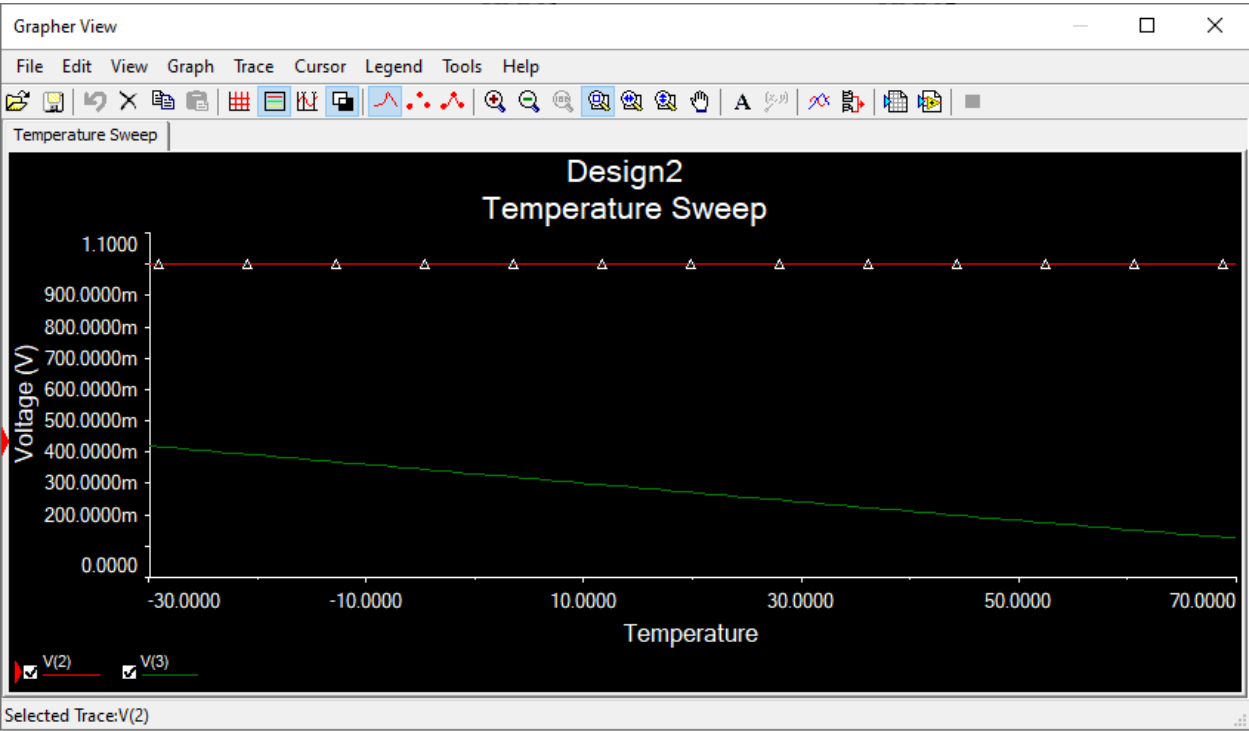 Grapher View
File Edit View Graph Trace Cursor Legend Tools Help
Temperature Sweep
Design2
Temperature Sweep
Voltage (V)
1.1000
900.0000m
800.0000m
700.0000m
600.0000m
500.0000m
400.0000m
300.0000m
200.0000m
0.0000
-30.0000 -10.0000 10.0000 30.0000 50.0000 70.0000
Temperature
V(2) V(3)
Selected Trace:V(2)